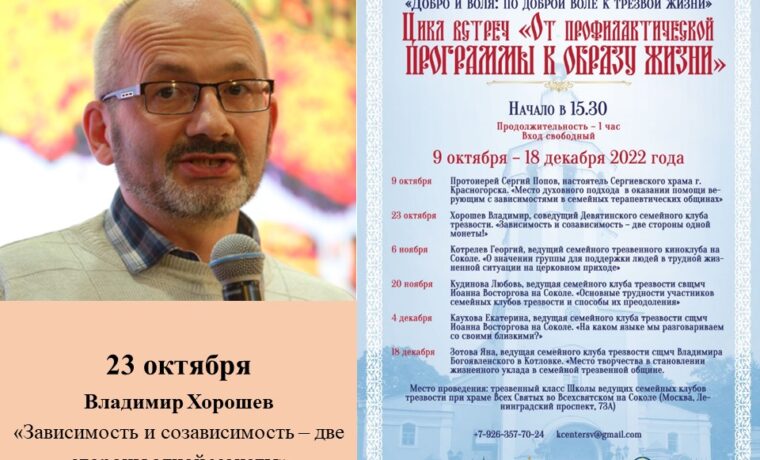 23 октября
Владимир Хорошев
«Зависимость и созависимость – две
стороны одной монеты»
«Добро и воля: по доброй воле к трезвой жизни»
Цикл встреч «От профилактической
программы к образу жизни»
Начало в 15.30
Продолжительность – 1 час
Вход свободный
9 октября – 18 декабря 2022 года
9 октября Протоиерей Сергий Попов, настоятель Сергиевского храма г.
Красногорска. «Место духовного подхода в оказании помощи ве-
рующим с зависимостями в семейных терапевтических общинах»
23 октября Хорошев Владимир, соведущий Девятинского семейного клуба
трезвости. «Зависимость и созависимость – две стороны одной
монеты!»
6 ноября Котрелев Георгий, ведущий семейного трезвенного киноклуба на
Соколе. «О значении группы для поддержки людей в трудной жиз-
ненной ситуации на церковном приходе»
20 ноября Кудинова Любовь, ведущая семейного клуба трезвости свщмч
Иоанна Восторгова на Соколе. «Основные трудности участников
семейных клубов трезвости и способы их преодоления»
4 декабря Каухова Екатерина, ведущая семейного клуба трезвости сщмч
Иоанна Восторгова на Соколе. «На каком языке мы разговариваем
со своими близкими?»
18 декабря Зотова Яна, ведущая семейного клуба трезвости сщмч Владимира
Богоявленского в Котловке. «Место творчества в становлении
жизненного уклада в семейной трезвенной общине.
Место проведения: трезвенный класс Школы ведущих семейных клубов
трезвости при храме Всех Святых во Всехсвятском на Соколе (Москва, Ле-
нинградский проспект, 73А)
+7-926-357-70-24 kcentersv@gmail.com